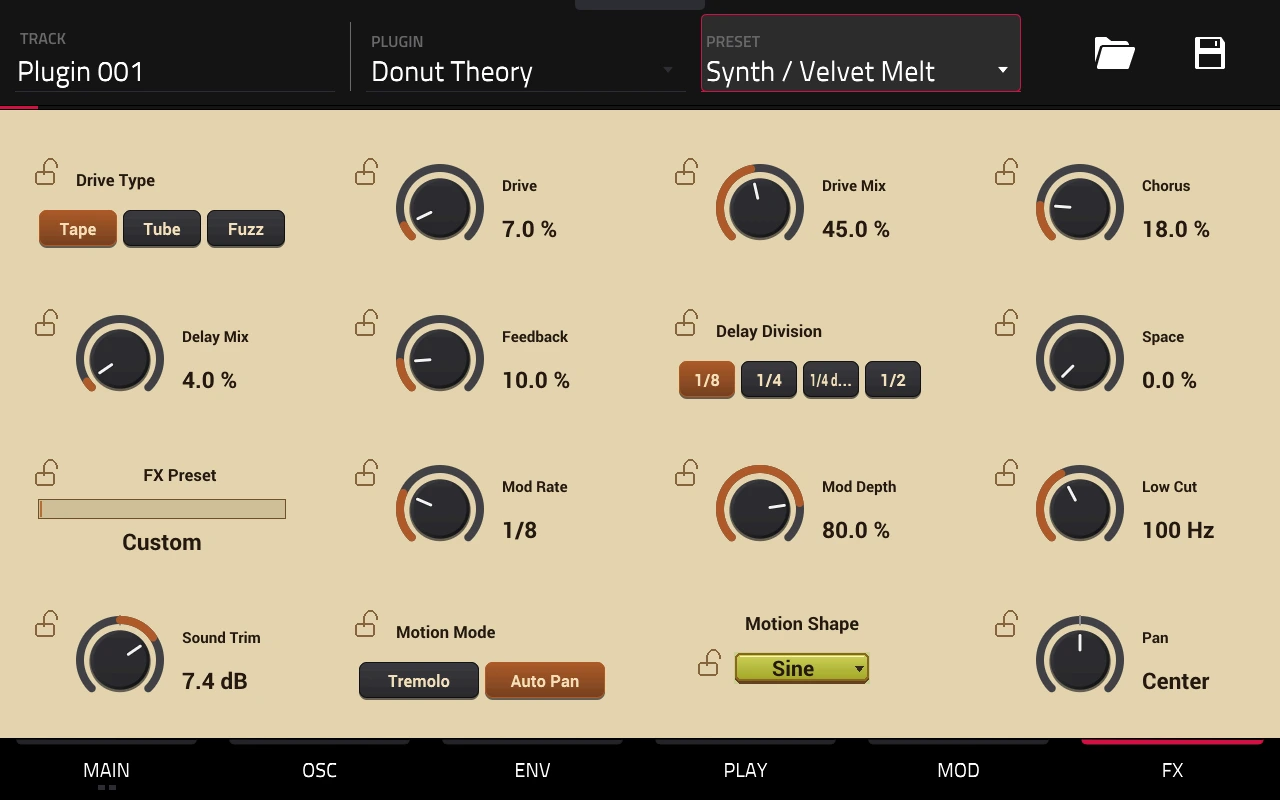 TRACK
Plugin 001
PLUGIN
Donut Theory
PRESET
Synth / Velvet Melt
Drive Type
Tape Tube Fuzz
Drive
7.0 %
Drive Mix
45.0 %
Chorus
18.0 %
Delay Mix
4.0 %
Feedback
10.0 %
Delay Division
1/8 1/4 1/4 d... 1/2
Space
0.0 %
FX Preset
Custom
Mod Rate
1/8
Mod Depth
80.0 %
Low Cut
100 Hz
Sound Trim
7.4 dB
Motion Mode
Tremolo Auto Pan
Motion Shape
Sine
Pan
Center
MAIN OSC ENV PLAY MOD FX